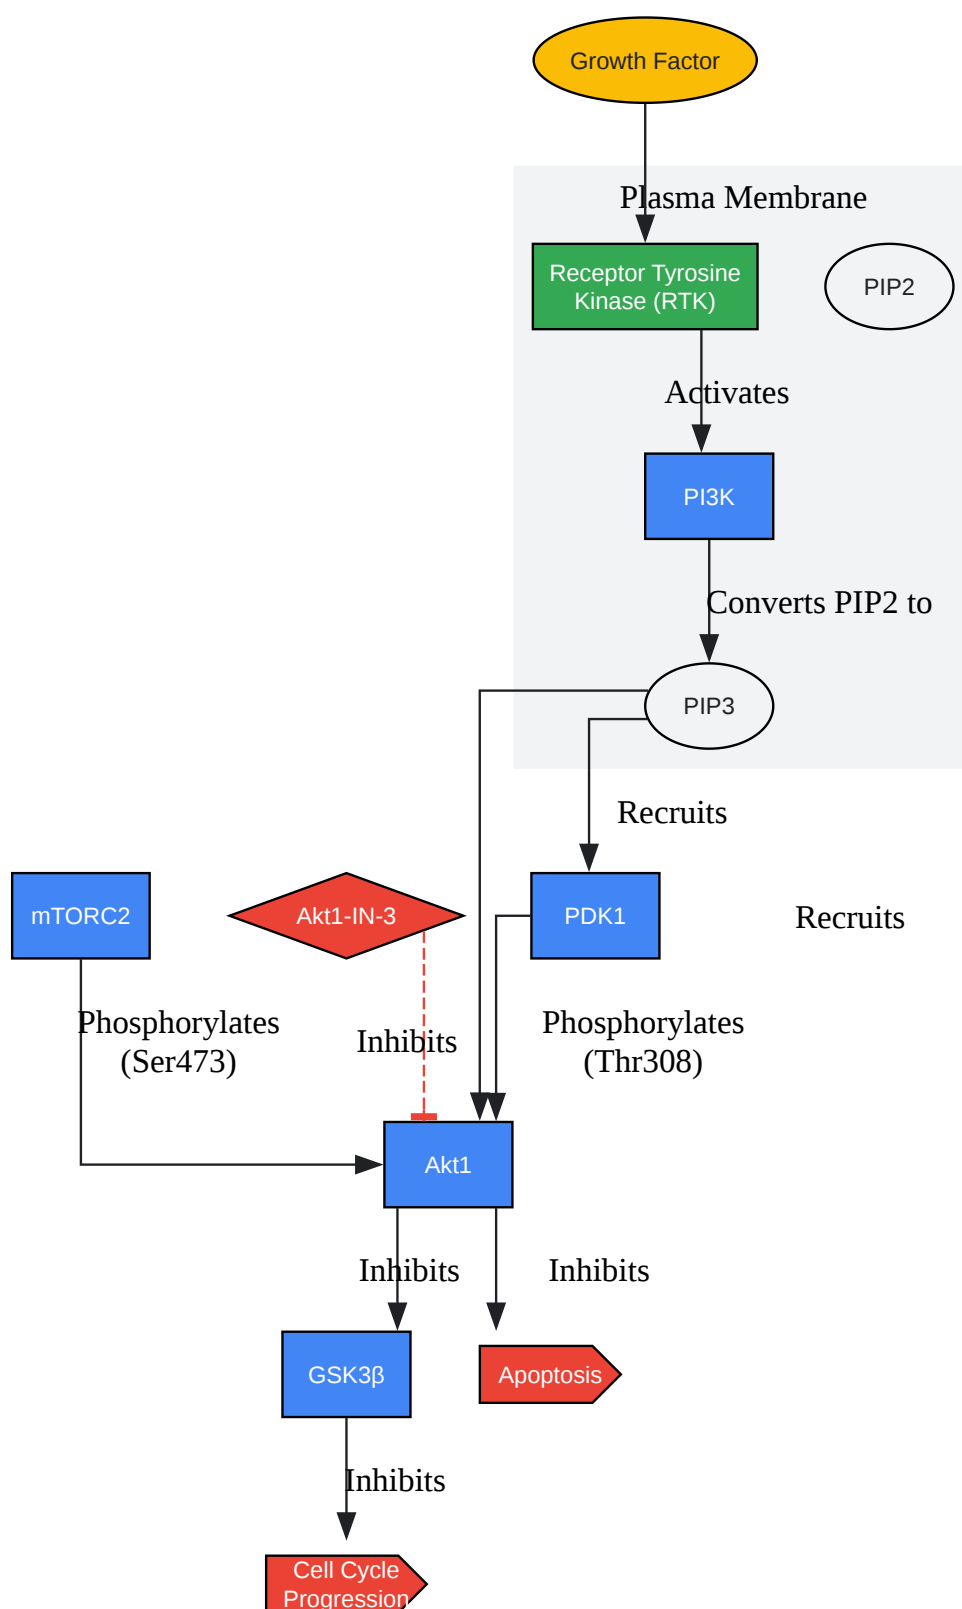 Growth Factor
Plasma Membrane
Receptor Tyrosine
Kinase (RTK)
PIP2
Activates
PI3K
Converts PIP2 to
PIP3
Recruits
mTORC2
Akt1-IN-3
PDK1
Recruits
Phosphorylates
(Ser473)
Inhibits
Phosphorylates
(Thr308)
Akt1
Inhibits
Inhibits
GSK3β
Apoptosis
Inhibits
Cell Cycle
Progression